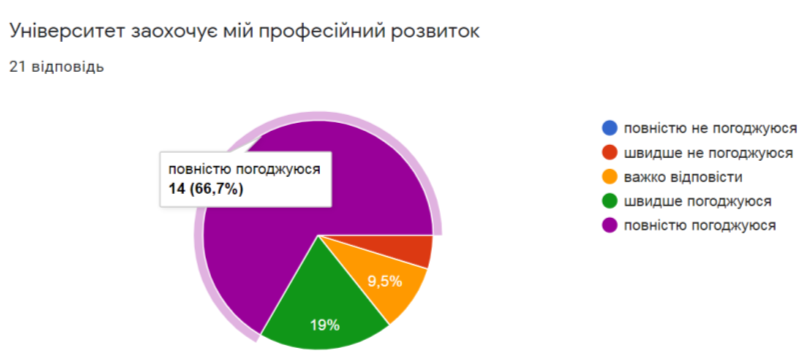 Університет заохочує мій професійний розвиток
21 відповідь
повністю погоджуюся
14 (66,7%)
9,5%
19%
повністю не погоджуюся
швидше не погоджуюся
важко відповісти
швидше погоджуюся
повністю погоджуюся